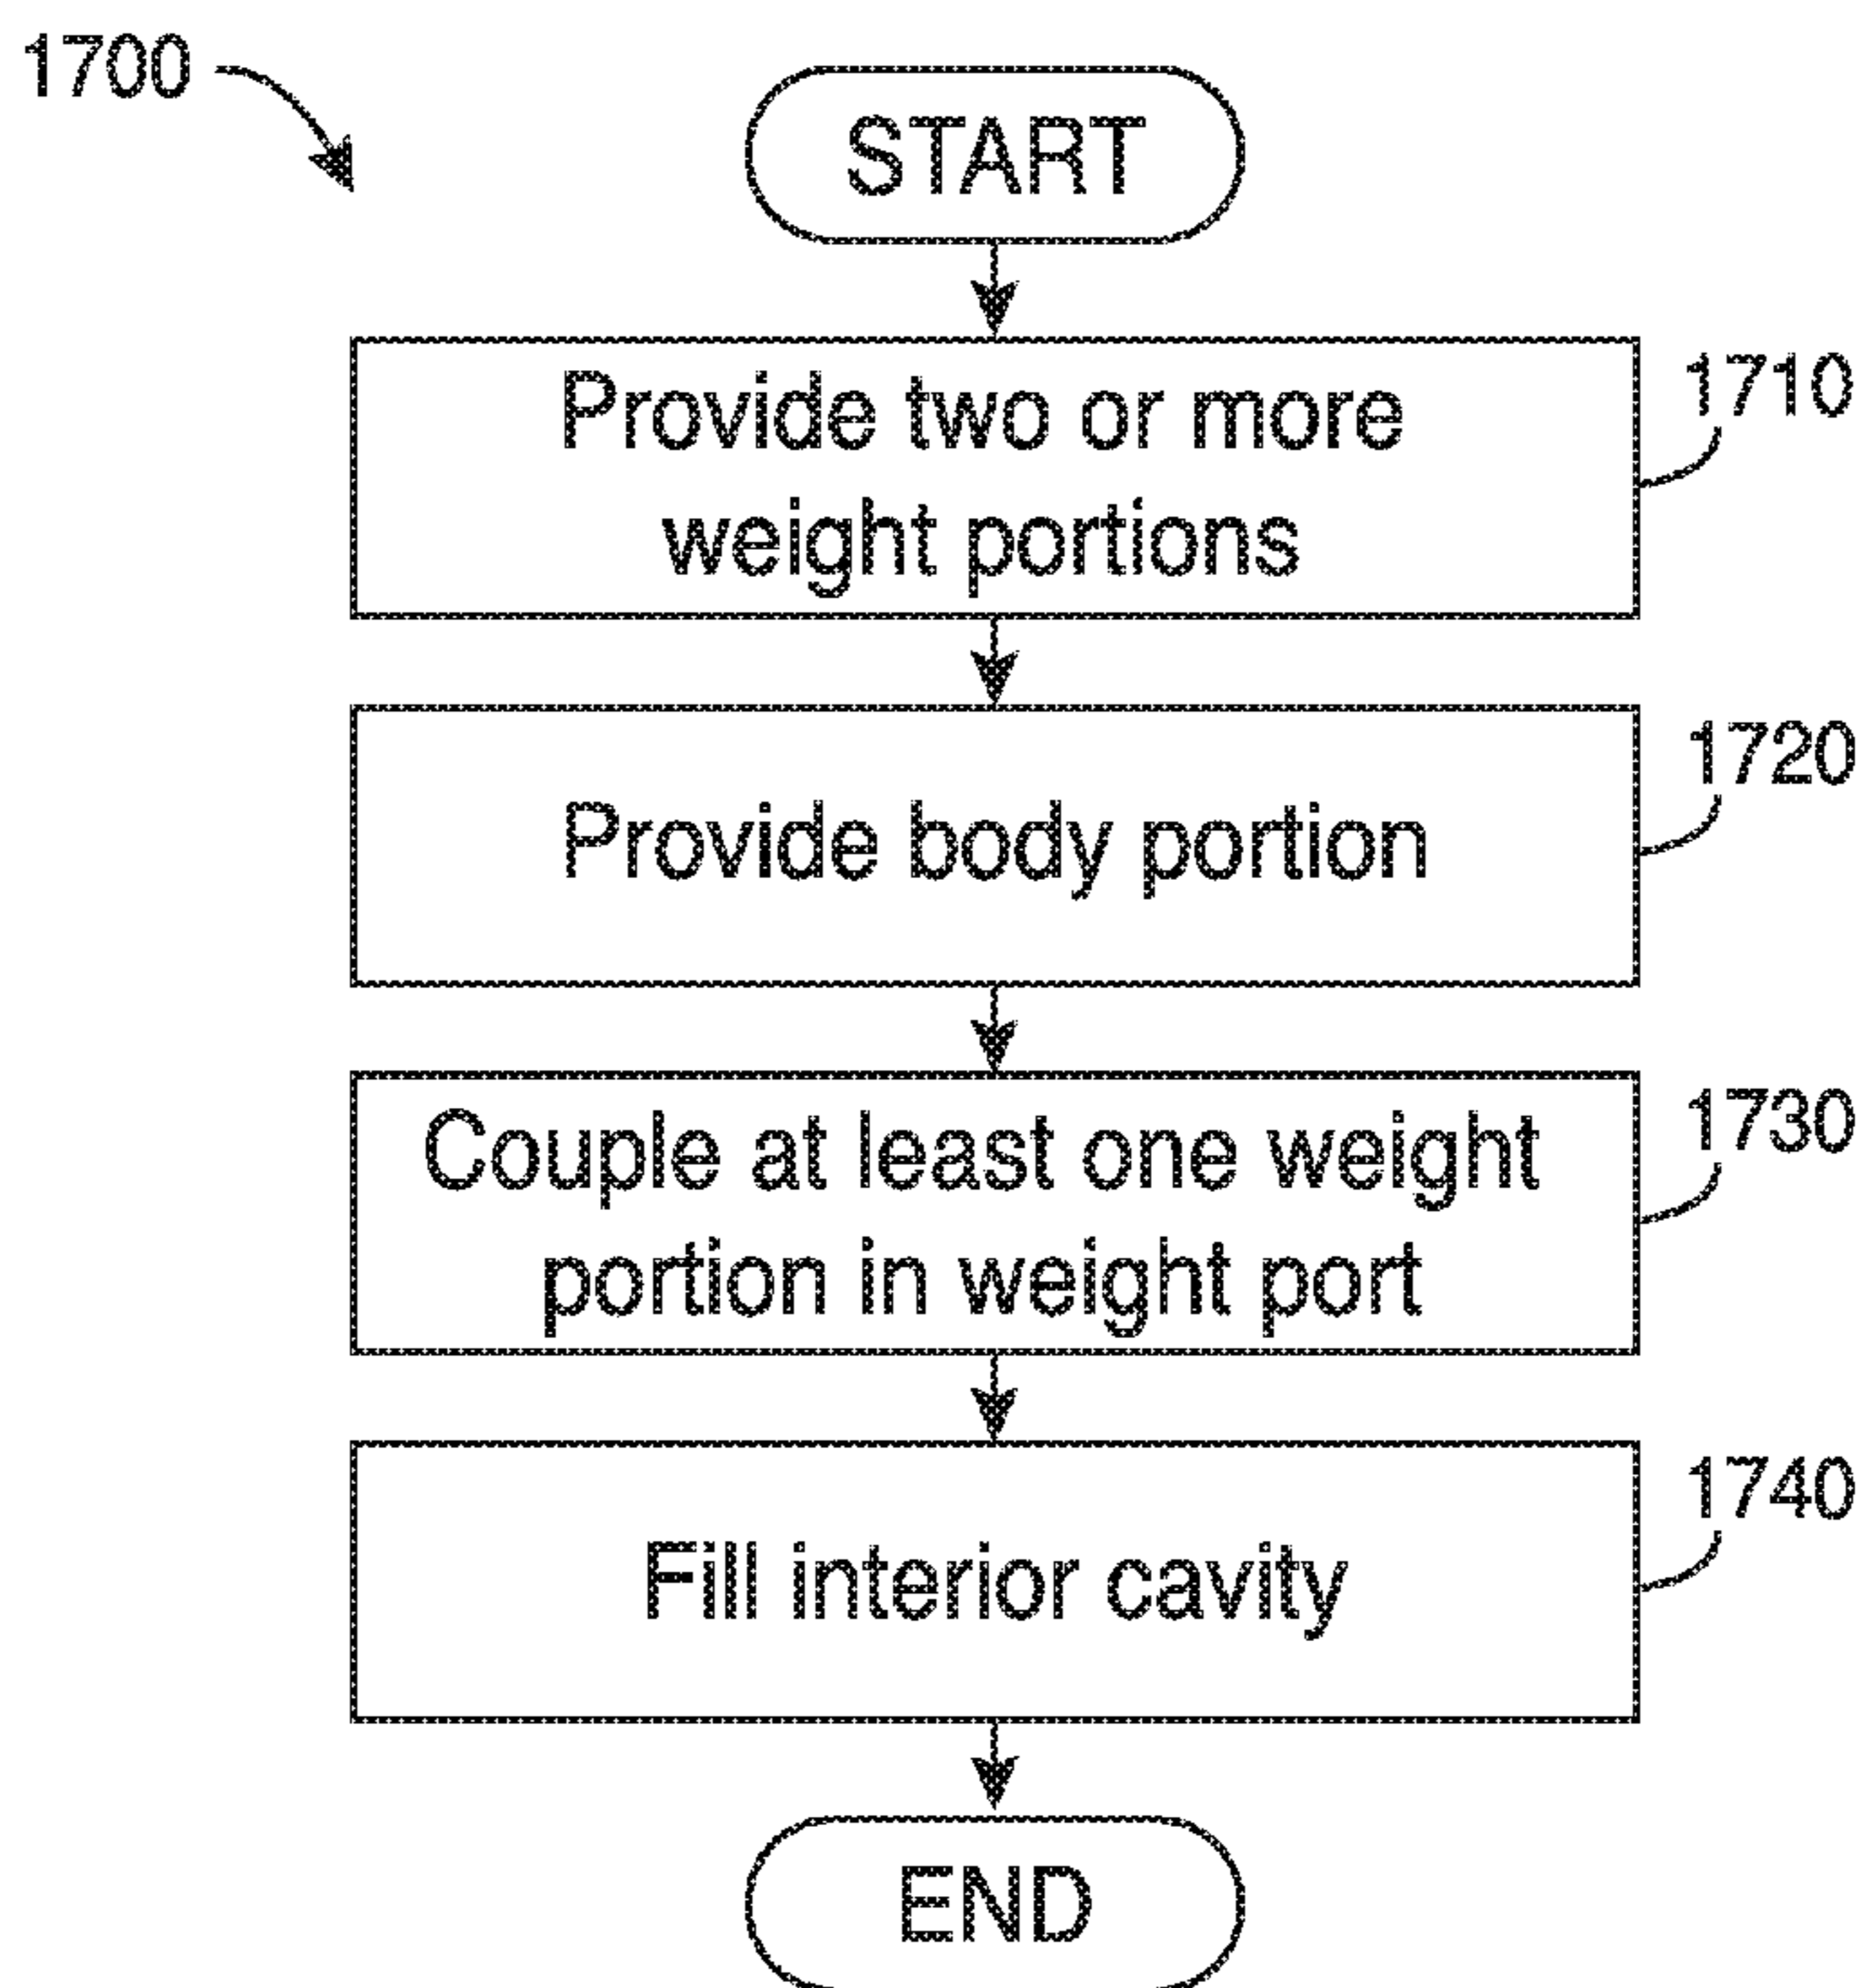 1700
START
Provide two or more
weight portions
1710
Provide body portion
1720
Couple at least one weight
portion in weight port
1730
Fill interior cavity
1740
END